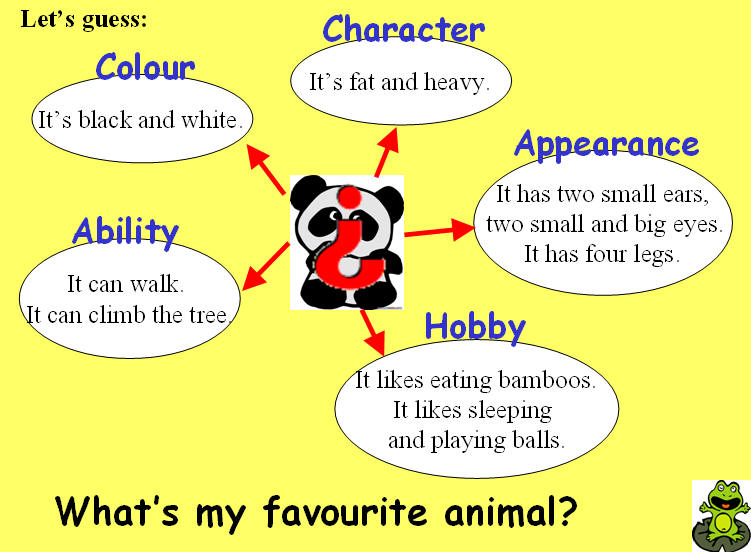 Let's guess:
Character
It's fat and heavy.
Colour
It's black and white.
Appearance
It has two small ears,
two small and big eyes.
It has four legs.
Ability
It can walk.
It can climb the tree.
Hobby
It likes eating bamboos.
It likes sleeping
and playing balls.
¿
What's my favourite animal?